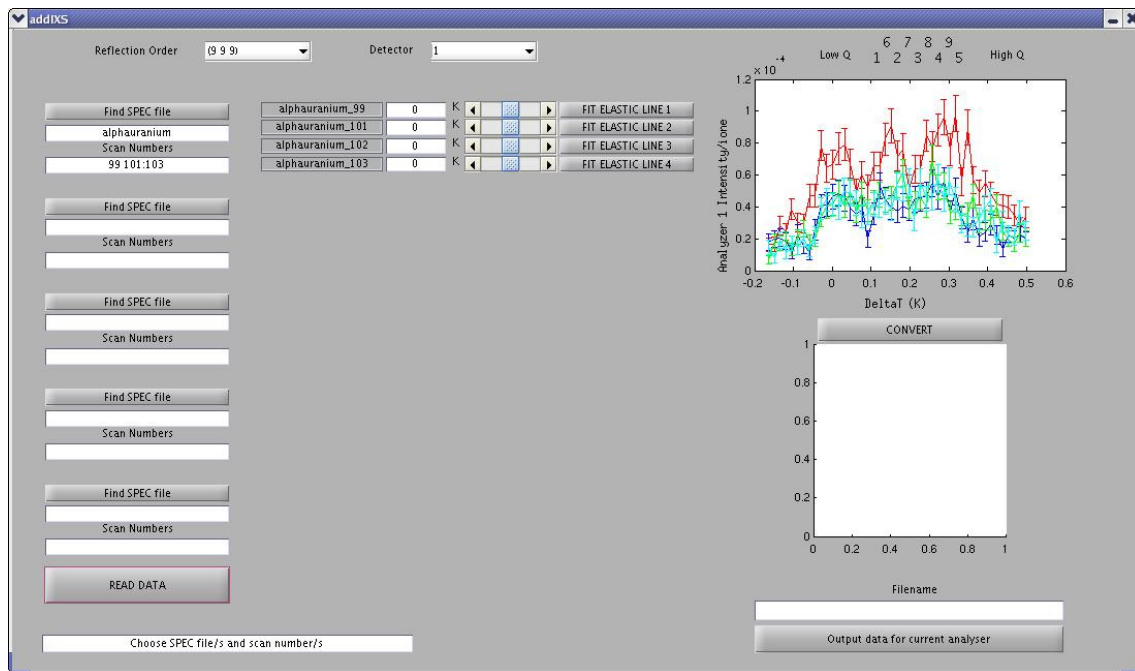 addIXS
Reflection Order (9 9 9) Detector 1
6 7 8 9
Low Q 1 2 3 4 5 High Q
Find SPEC file
alphauranium
Scan Numbers
99 101:103
alphauranium_99 0 K FIT ELASTIC LINE 1
alphauranium_101 0 K FIT ELASTIC LINE 2
alphauranium_102 0 K FIT ELASTIC LINE 3
alphauranium_103 0 K FIT ELASTIC LINE 4
Find SPEC file
Scan Numbers
Find SPEC file
Scan Numbers
Find SPEC file
Scan Numbers
Find SPEC file
Scan Numbers
READ DATA
Choose SPEC file/s and scan number/s
× 10
-4
1.2
1
0.8
0.6
0.4
0.2
0
Analyzer 1 Intensity/ione
-0.2 -0.1 0 0.1 0.2 0.3 0.4 0.5 0.6
DeltaT (K)
CONVERT
1
0.8
0.6
0.4
0.2
0
0 0.2 0.4 0.6 0.8 1
Filename
Output data for current analyser